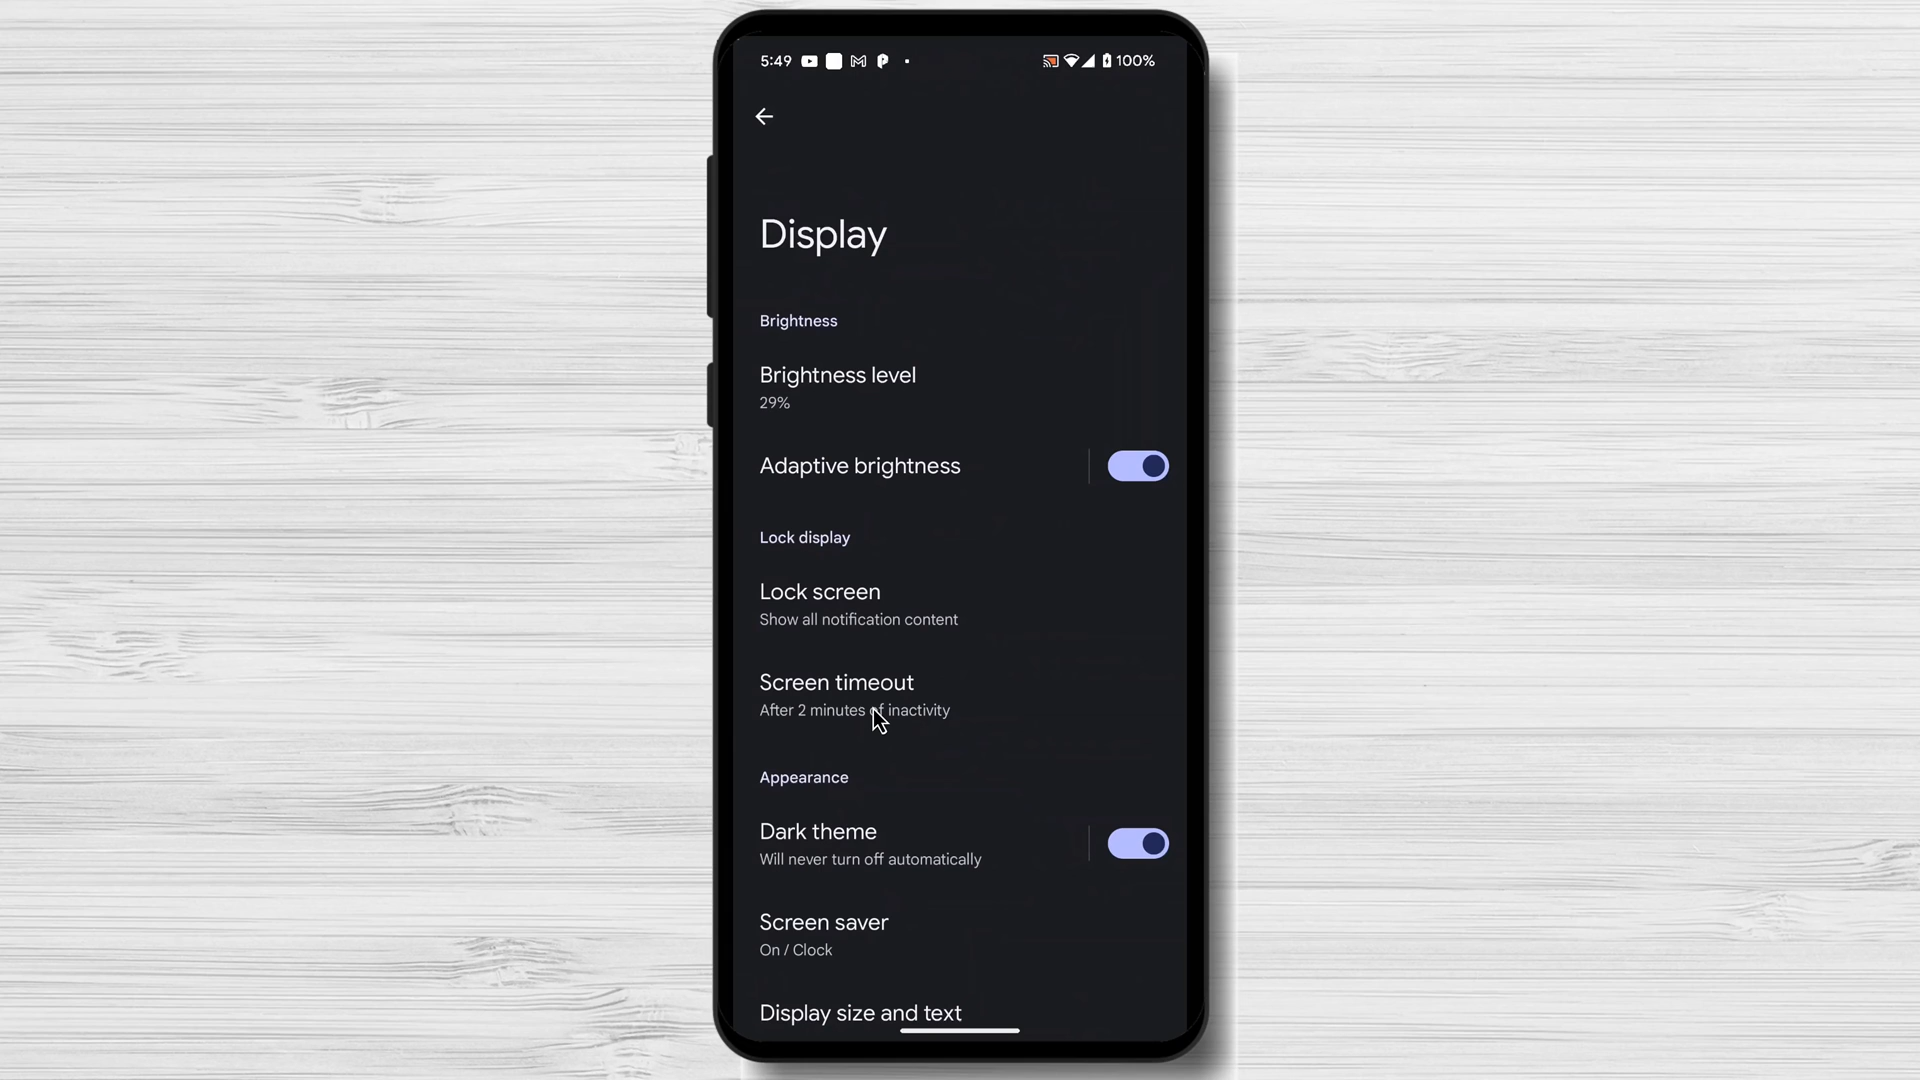 5:49
100%
Display
Brightness
Brightness level
29%
Adaptive brightness
Lock display
Lock screen
Show all notification content
Screen timeout
After 2 minutes of inactivity
Appearance
Dark theme
Will never turn off automatically
Screen saver
On / Clock
Display size and text